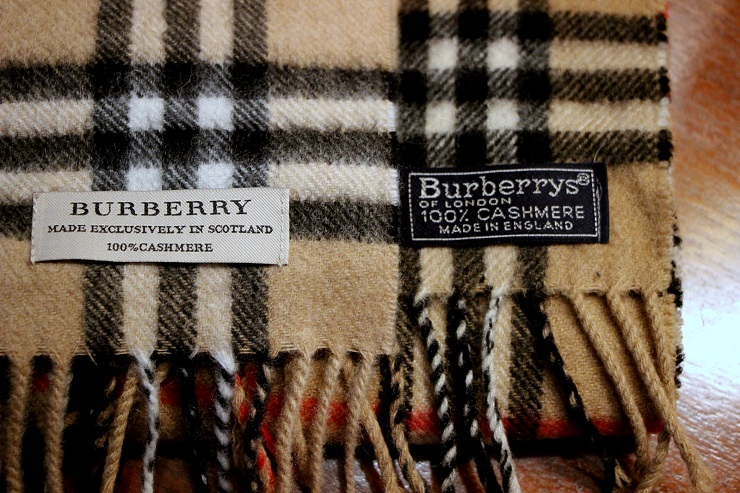 BURBERRY
MADE EXCLUSIVELY IN SCOTLAND
100%CASHMERE
Burberrys®
OF LONDON
100% CASHMERE
MADE IN ENGLAND